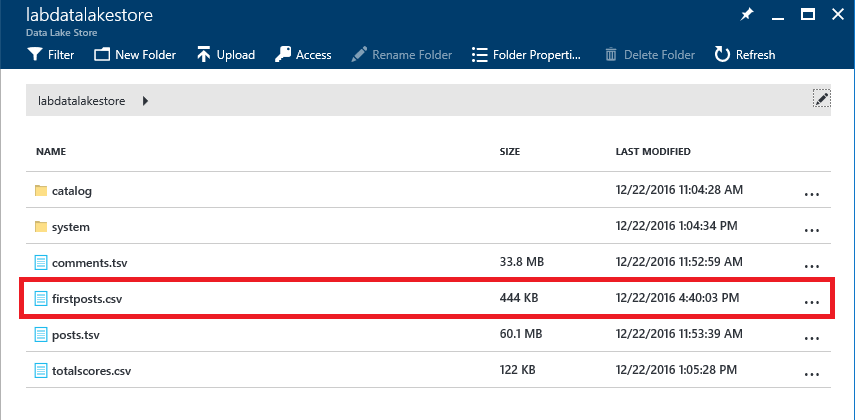 labdatalakestore
Data Lake Store
Filter New Folder Upload Access Rename Folder Folder Properti... Delete Folder Refresh
labdatalakestore
NAME SIZE LAST MODIFIED
catalog 12/22/2016 11:04:28 AM ...
system 12/22/2016 1:04:34 PM ...
comments.tsv 33.8 MB 12/22/2016 11:52:59 AM ...
firstposts.csv 444 KB 12/22/2016 4:40:03 PM ...
posts.tsv 60.1 MB 12/22/2016 11:53:39 AM ...
totalscores.csv 122 KB 12/22/2016 1:05:28 PM ...